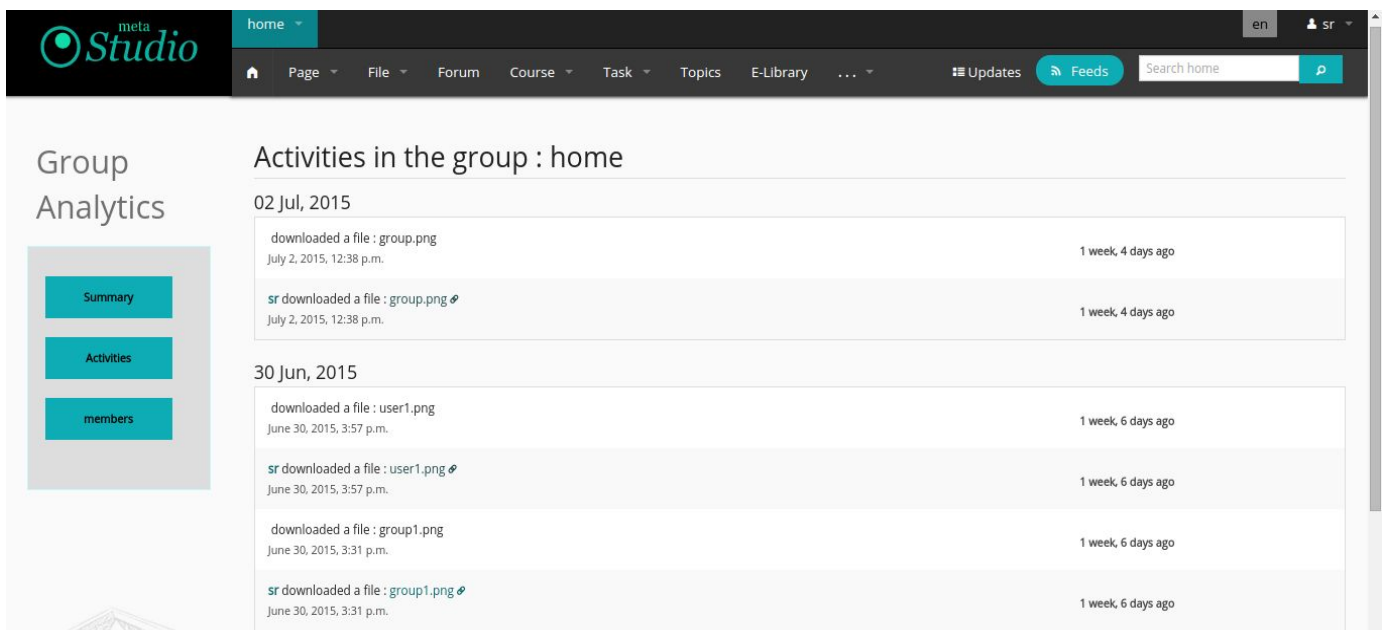 meta
Studio
home
en
sr
Page
File
Forum
Course
Task
Topics
E-Library
...
Updates
Feeds
Search home
Group
Analytics
Summary
Activities
members
Activities in the group : home
02 Jul, 2015
downloaded a file : group.png
July 2, 2015, 12:38 p.m.
1 week, 4 days ago
sr downloaded a file : group.png
July 2, 2015, 12:38 p.m.
1 week, 4 days ago
30 Jun, 2015
downloaded a file : user1.png
June 30, 2015, 3:57 p.m.
1 week, 6 days ago
sr downloaded a file : user1.png
June 30, 2015, 3:57 p.m.
1 week, 6 days ago
downloaded a file : group1.png
June 30, 2015, 3:31 p.m.
1 week, 6 days ago
sr downloaded a file : group1.png
June 30, 2015, 3:31 p.m.
1 week, 6 days ago